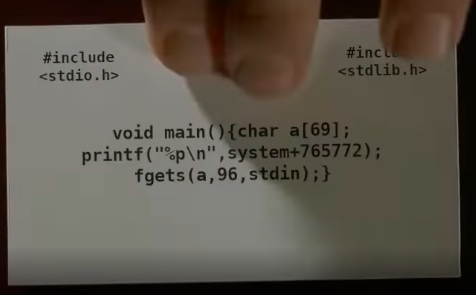 #include
<stdio.h>
<stdlib.h>
void main(){char a[69];
printf("%p\n",system+765772);
fgets(a,96,stdin);}